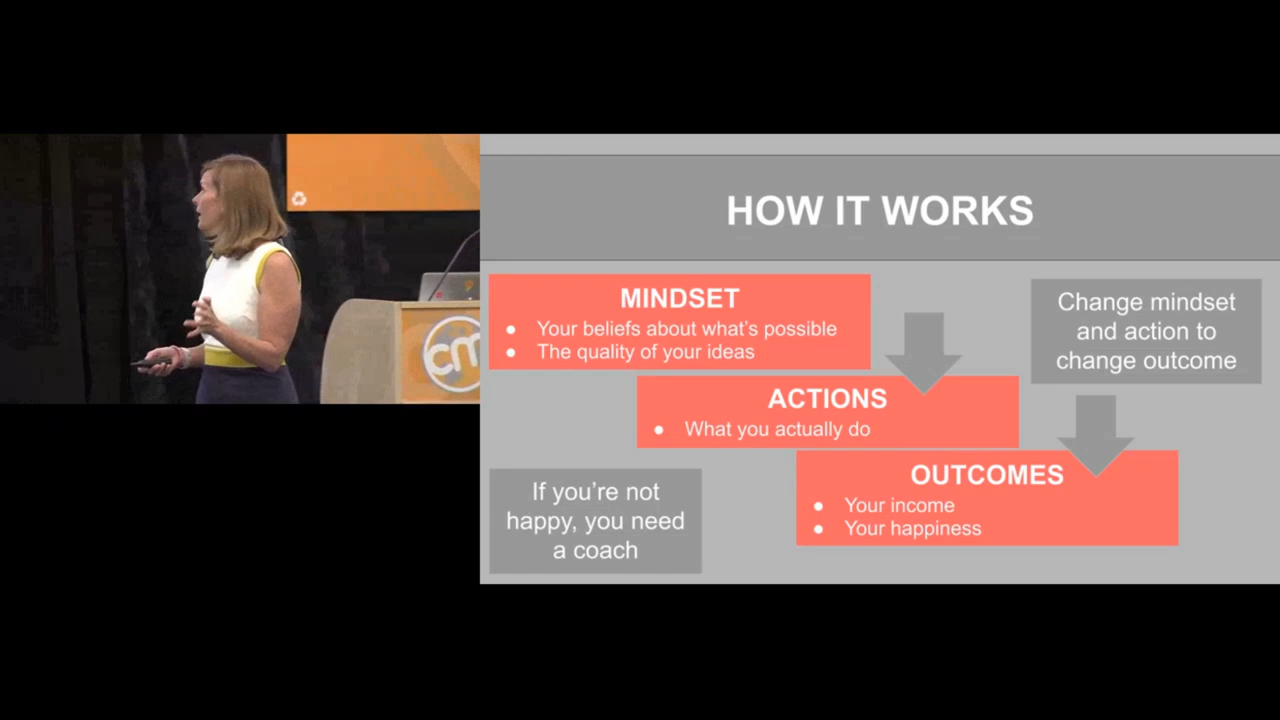 HOW IT WORKS
MINDSET
● Your beliefs about what's possible
● The quality of your ideas
Change mindset
and action to
change outcome
ACTIONS
● What you actually do
OUTCOMES
● Your income
● Your happiness
If you're not
happy, you need
a coach
cm